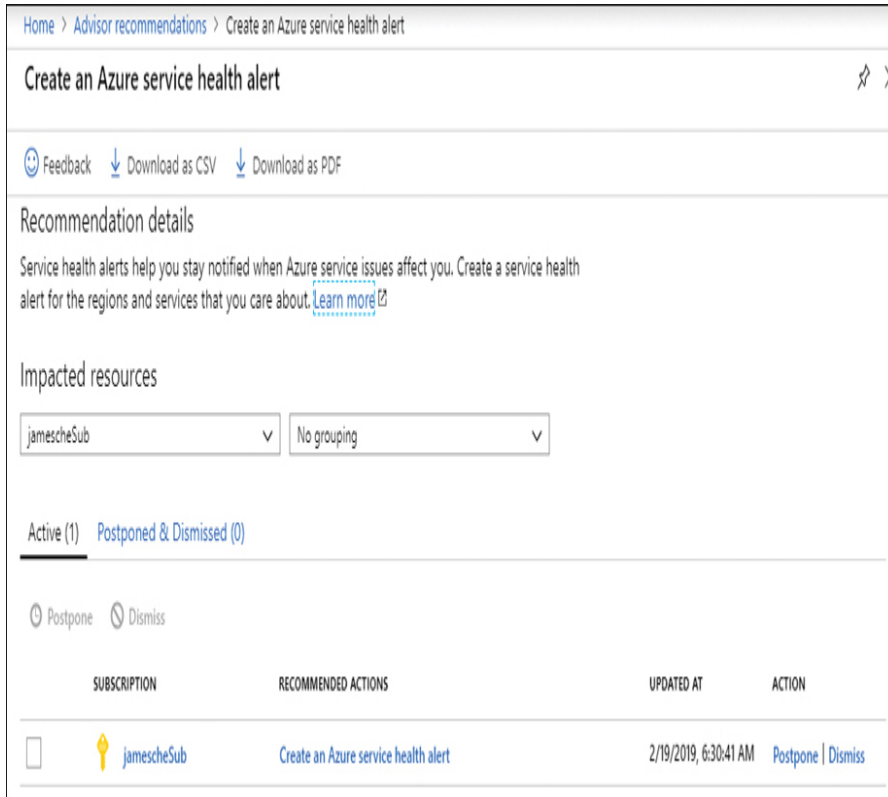 Home > Advisor recommendations > Create an Azure service health alert
Create an Azure service health alert
Feedback Download as CSV Download as PDF
Recommendation details
Service health alerts help you stay notified when Azure service issues affect you. Create a service health
alert for the regions and services that you care about. Learn more
Impacted resources
jamescheSub No grouping
Active (1) Postponed & Dismissed (0)
Postpone Dismiss
SUBSCRIPTION RECOMMENDED ACTIONS UPDATED AT ACTION
jamescheSub Create an Azure service health alert 2/19/2019, 6:30:41 AM Postpone | Dismiss